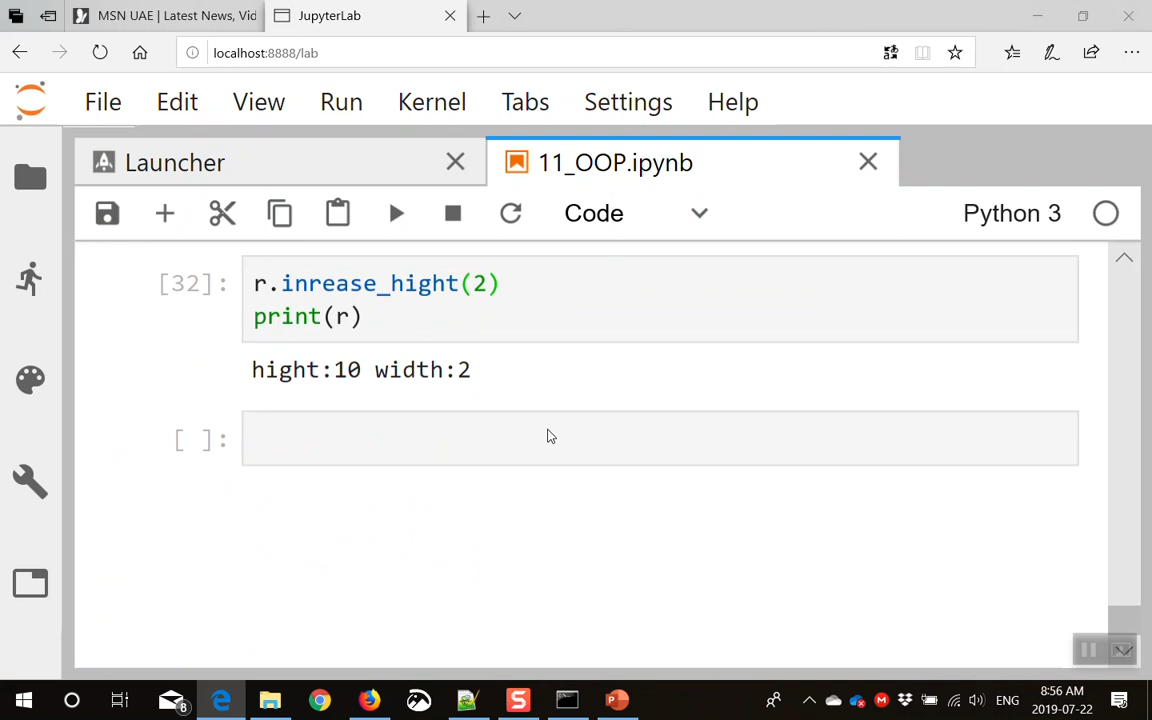 MSN UAE | Latest News, Vid
JupyterLab
localhost:8888/lab
File Edit View Run Kernel Tabs Settings Help
Launcher
11_OOP.ipynb
Code
Python 3
[32]:
r.inrease_hight(2)
print(r)
hight:10 width:2
[ ]:
8
S
ENG
8:56 AM
2019-07-22